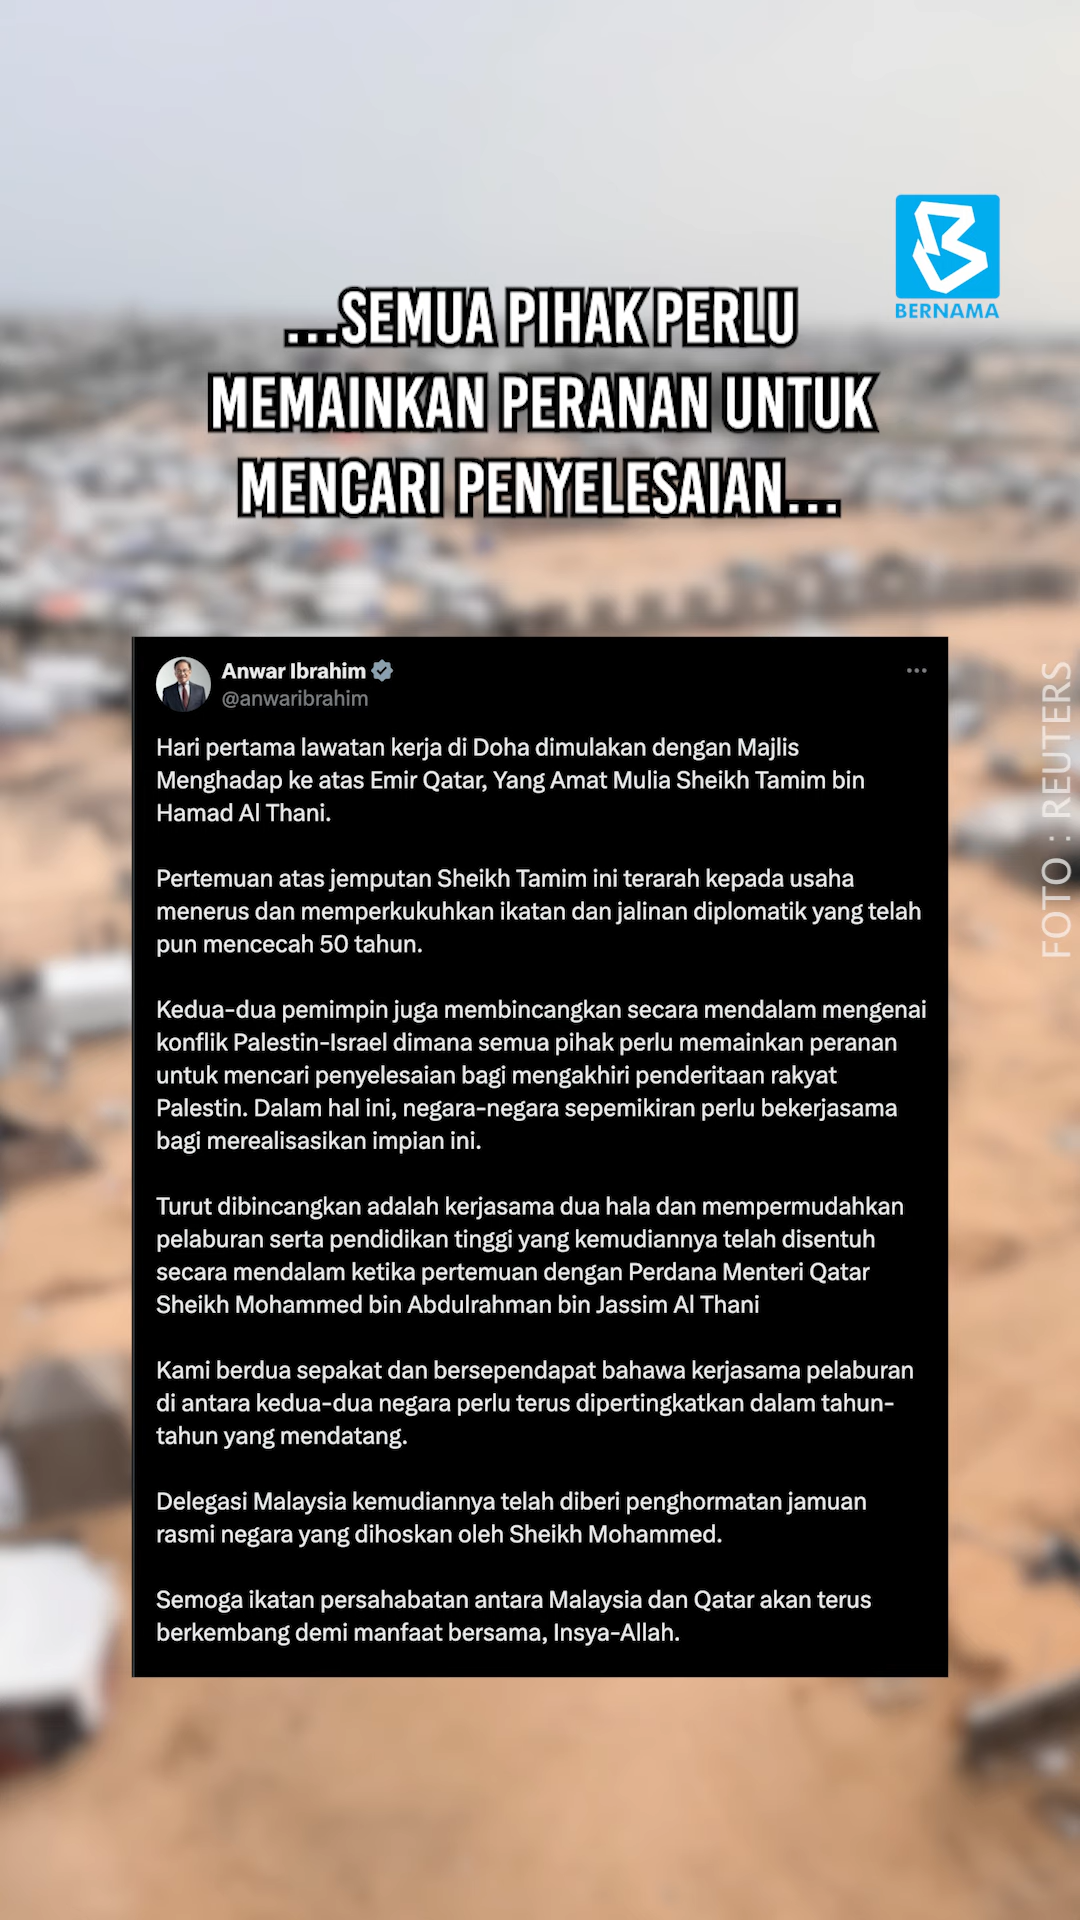 BERNAMA
...SEMUA PIHAK PERLU
MEMAINKAN PERANAN UNTUK
MENCARI PENYELESAIAN...
Anwar Ibrahim
@anwaribrahim
Hari pertama lawatan kerja di Doha dimulakan dengan Majlis
Menghadap ke atas Emir Qatar, Yang Amat Mulia Sheikh Tamim bin
Hamad Al Thani.
Pertemuan atas jemputan Sheikh Tamim ini terarah kepada usaha
menerus dan memperkukuhkan ikatan dan jalinan diplomatik yang telah
pun mencecah 50 tahun.
Kedua-dua pemimpin juga membincangkan secara mendalam mengenai
konflik Palestin-Israel dimana semua pihak perlu memainkan peranan
untuk mencari penyelesaian bagi mengakhiri penderitaan rakyat
Palestin. Dalam hal ini, negara-negara sepemikiran perlu bekerjasama
bagi merealisasikan impian ini.
Turut dibincangkan adalah kerjasama dua hala dan mempermudahkan
pelaburan serta pendidikan tinggi yang kemudiannya telah disentuh
secara mendalam ketika pertemuan dengan Perdana Menteri Qatar
Sheikh Mohammed bin Abdulrahman bin Jassim Al Thani
Kami berdua sepakat dan bersependapat bahawa kerjasama pelaburan
di antara kedua-dua negara perlu terus dipertingkatkan dalam tahun-
tahun yang mendatang.
Delegasi Malaysia kemudiannya telah diberi penghormatan jamuan
rasmi negara yang dihoskan oleh Sheikh Mohammed.
Semoga ikatan persahabatan antara Malaysia dan Qatar akan terus
berkembang demi manfaat bersama, Insya-Allah.
FOTO : REUTERS